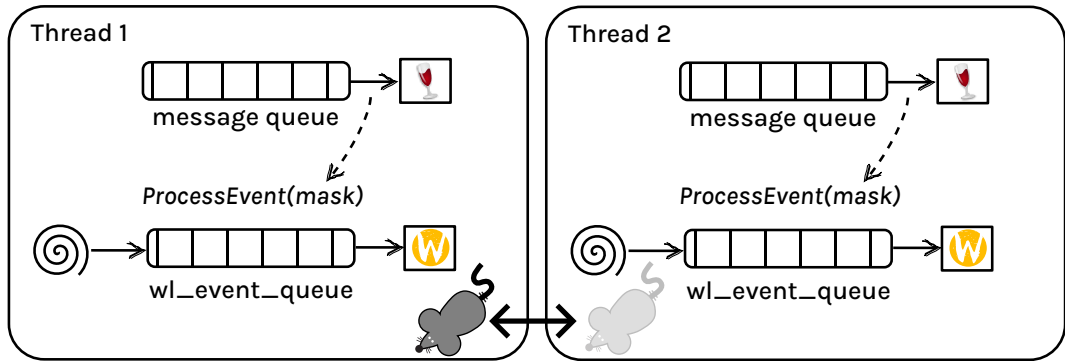 Thread 1
message queue
ProcessEvent(mask)
W
wl_event_queue
Thread 2
message queue
ProcessEvent(mask)
W
wl_event_queue